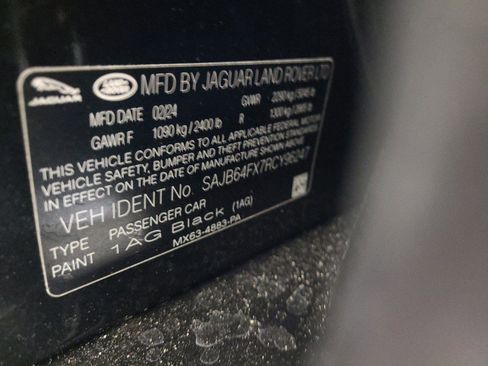 JAGUAR LAND ROVER MFD BY JAGUAR LAND ROVER LTD
MFD DATE 02/24 GVWR
GAWR F 1090 kg / 2400 lb R
THIS VEHICLE CONFORMS TO ALL APPLICABLE FEDERAL MOTOR
VEHICLE SAFETY, BUMPER AND THEFT PREVENTION STANDARDS
IN EFFECT ON THE DATE OF MANUFACTURE SHOWN ABOVE
VEH IDENT No. SAJB64FX7RCY96247
TYPE PASSENGER CAR
PAINT 1AG Black (1AG)
MX63-4883-PA